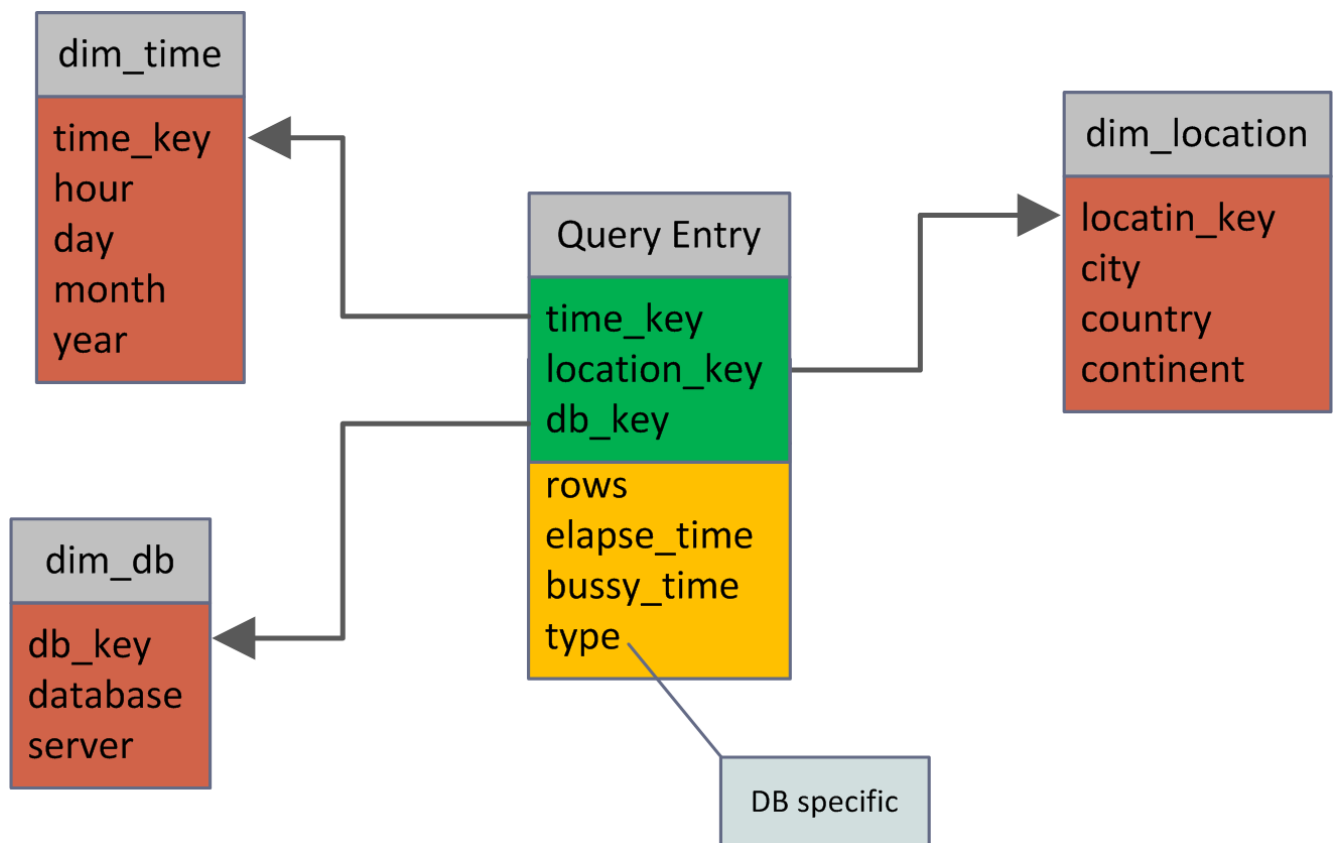 dim_time
time_key
hour
day
month
year
dim_location
locatin_key
city
country
continent
Query Entry
time_key
location_key
db_key
rows
elapse_time
bussy_time
type
dim_db
db_key
database
server
DB specific